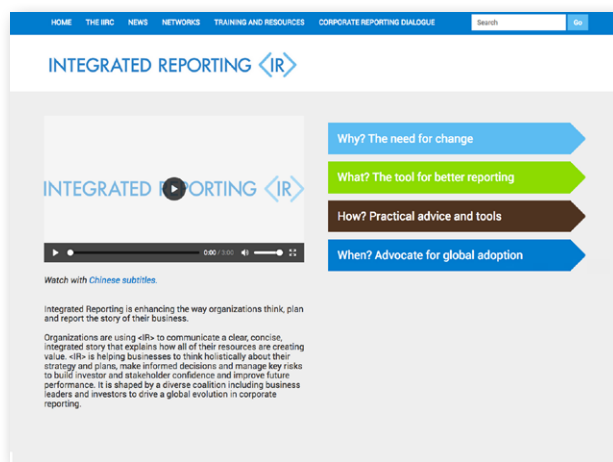 HOME THE IIRC NEWS NETWORKS TRAINING AND RESOURCES CORPORATE REPORTING DIALOGUE Search Go
INTEGRATED REPORTING <IR>
INTEGRATED REPORTING <IR>
0:00 / 3:00
Watch with Chinese subtitles.
Integrated Reporting is enhancing the way organizations think, plan
and report the story of their business.
Organizations are using <IR> to communicate a clear, concise,
integrated story that explains how all of their resources are creating
value. <IR> is helping businesses to think holistically about their
strategy and plans, make informed decisions and manage key risks
to build investor and stakeholder confidence and improve future
performance. It is shaped by a diverse coalition including business
leaders and investors to drive a global evolution in corporate
reporting.
Why? The need for change
What? The tool for better reporting
How? Practical advice and tools
When? Advocate for global adoption